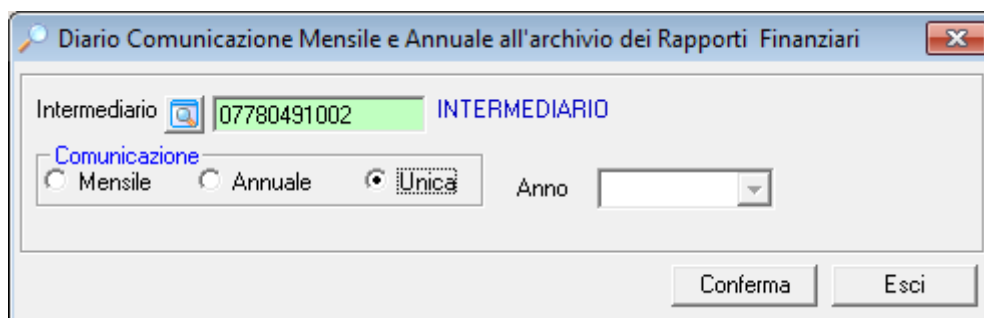 Diario Comunicazione Mensile e Annuale all'archivio dei Rapporti Finanziari
Intermediario 07780491002 INTERMEDIARIO
Comunicazione
Mensile Annuale Unica Anno
Conferma Esci